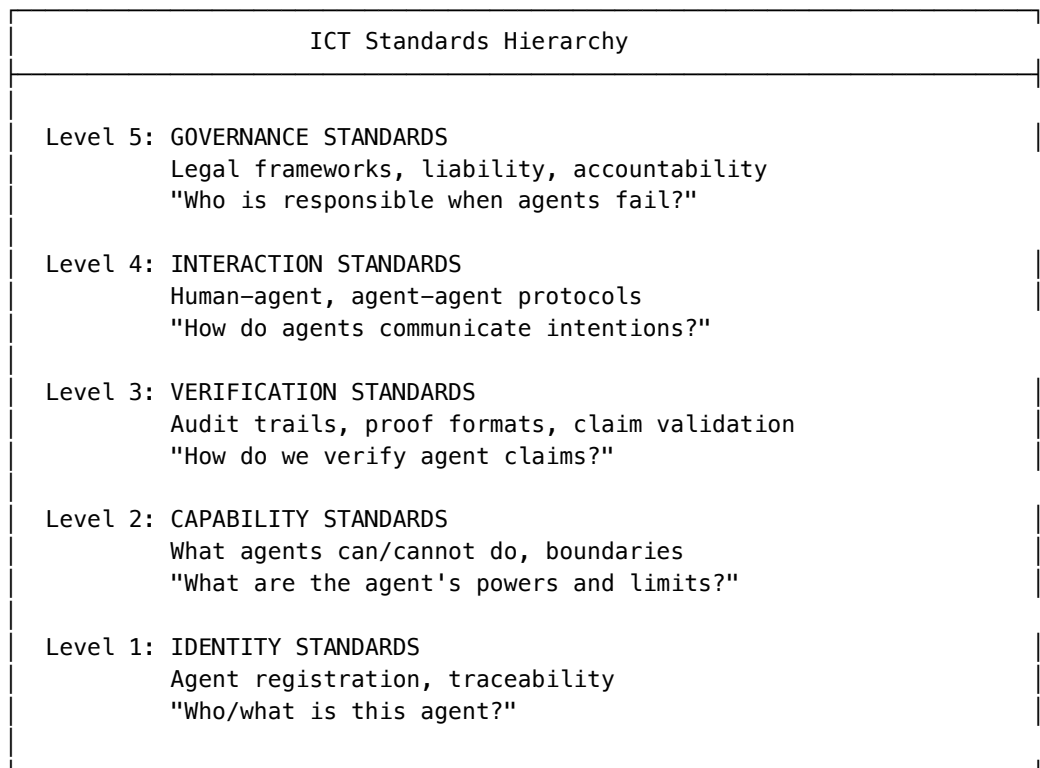 ICT Standards Hierarchy
Level 5: GOVERNANCE STANDARDS
Legal frameworks, liability, accountability
"Who is responsible when agents fail?"
Level 4: INTERACTION STANDARDS
Human–agent, agent–agent protocols
"How do agents communicate intentions?"
Level 3: VERIFICATION STANDARDS
Audit trails, proof formats, claim validation
"How do we verify agent claims?"
Level 2: CAPABILITY STANDARDS
What agents can/cannot do, boundaries
"What are the agent's powers and limits?"
Level 1: IDENTITY STANDARDS
Agent registration, traceability
"Who/what is this agent?"